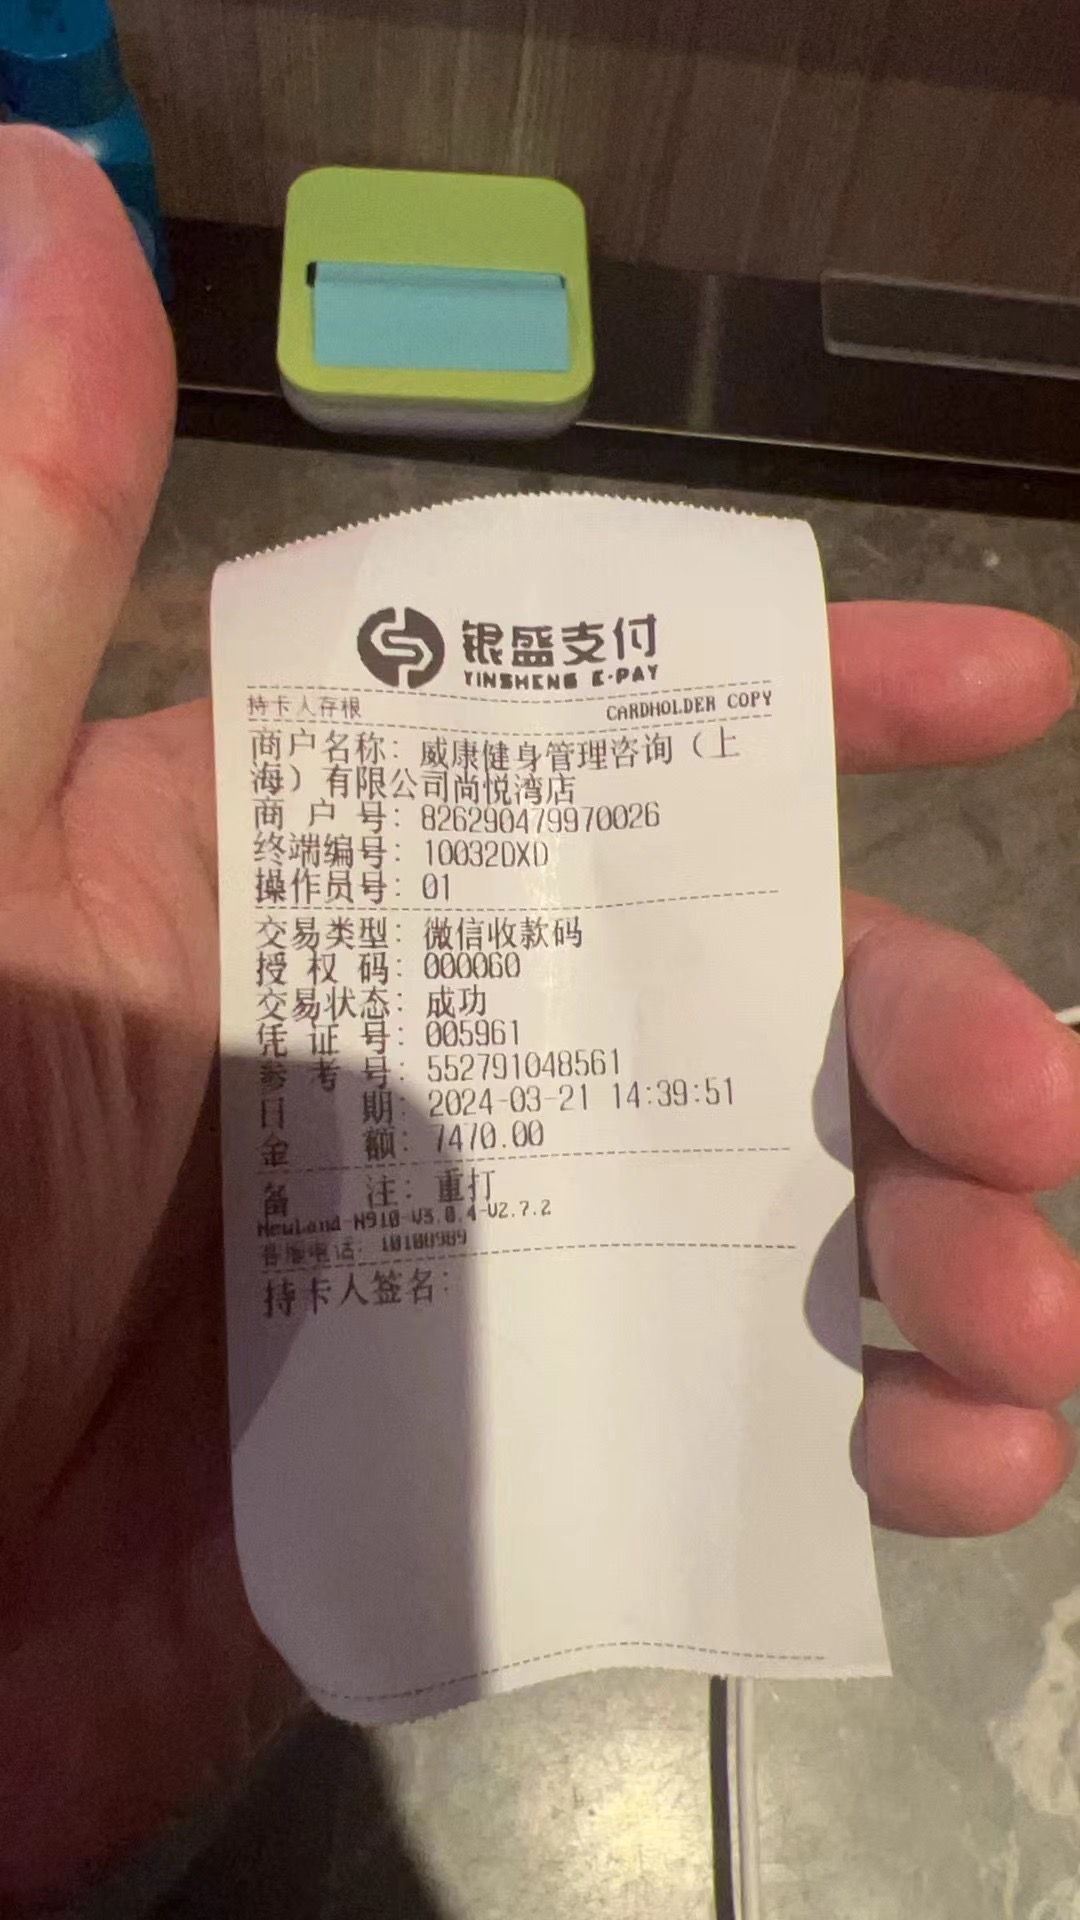 银盛支付
YINSHENG E·PAY
持卡人存根 CARDHOLDER COPY
商户名称：威康健身管理咨询（上
海）有限公司尚悦湾店
商 户 号：826290479970026
终端编号：10032DXD
操作员号：01
交易类型：微信收款码
授 权 码：000060
交易状态：成功
凭 证 号：005961
参 考 号：552791048561
日 期：2024-03-21 14:39:51
金 额：7470.00
备 注：重打
NewLand-N910-V3.0.4-V2.7.2
客服电话：10108989
持卡人签名：